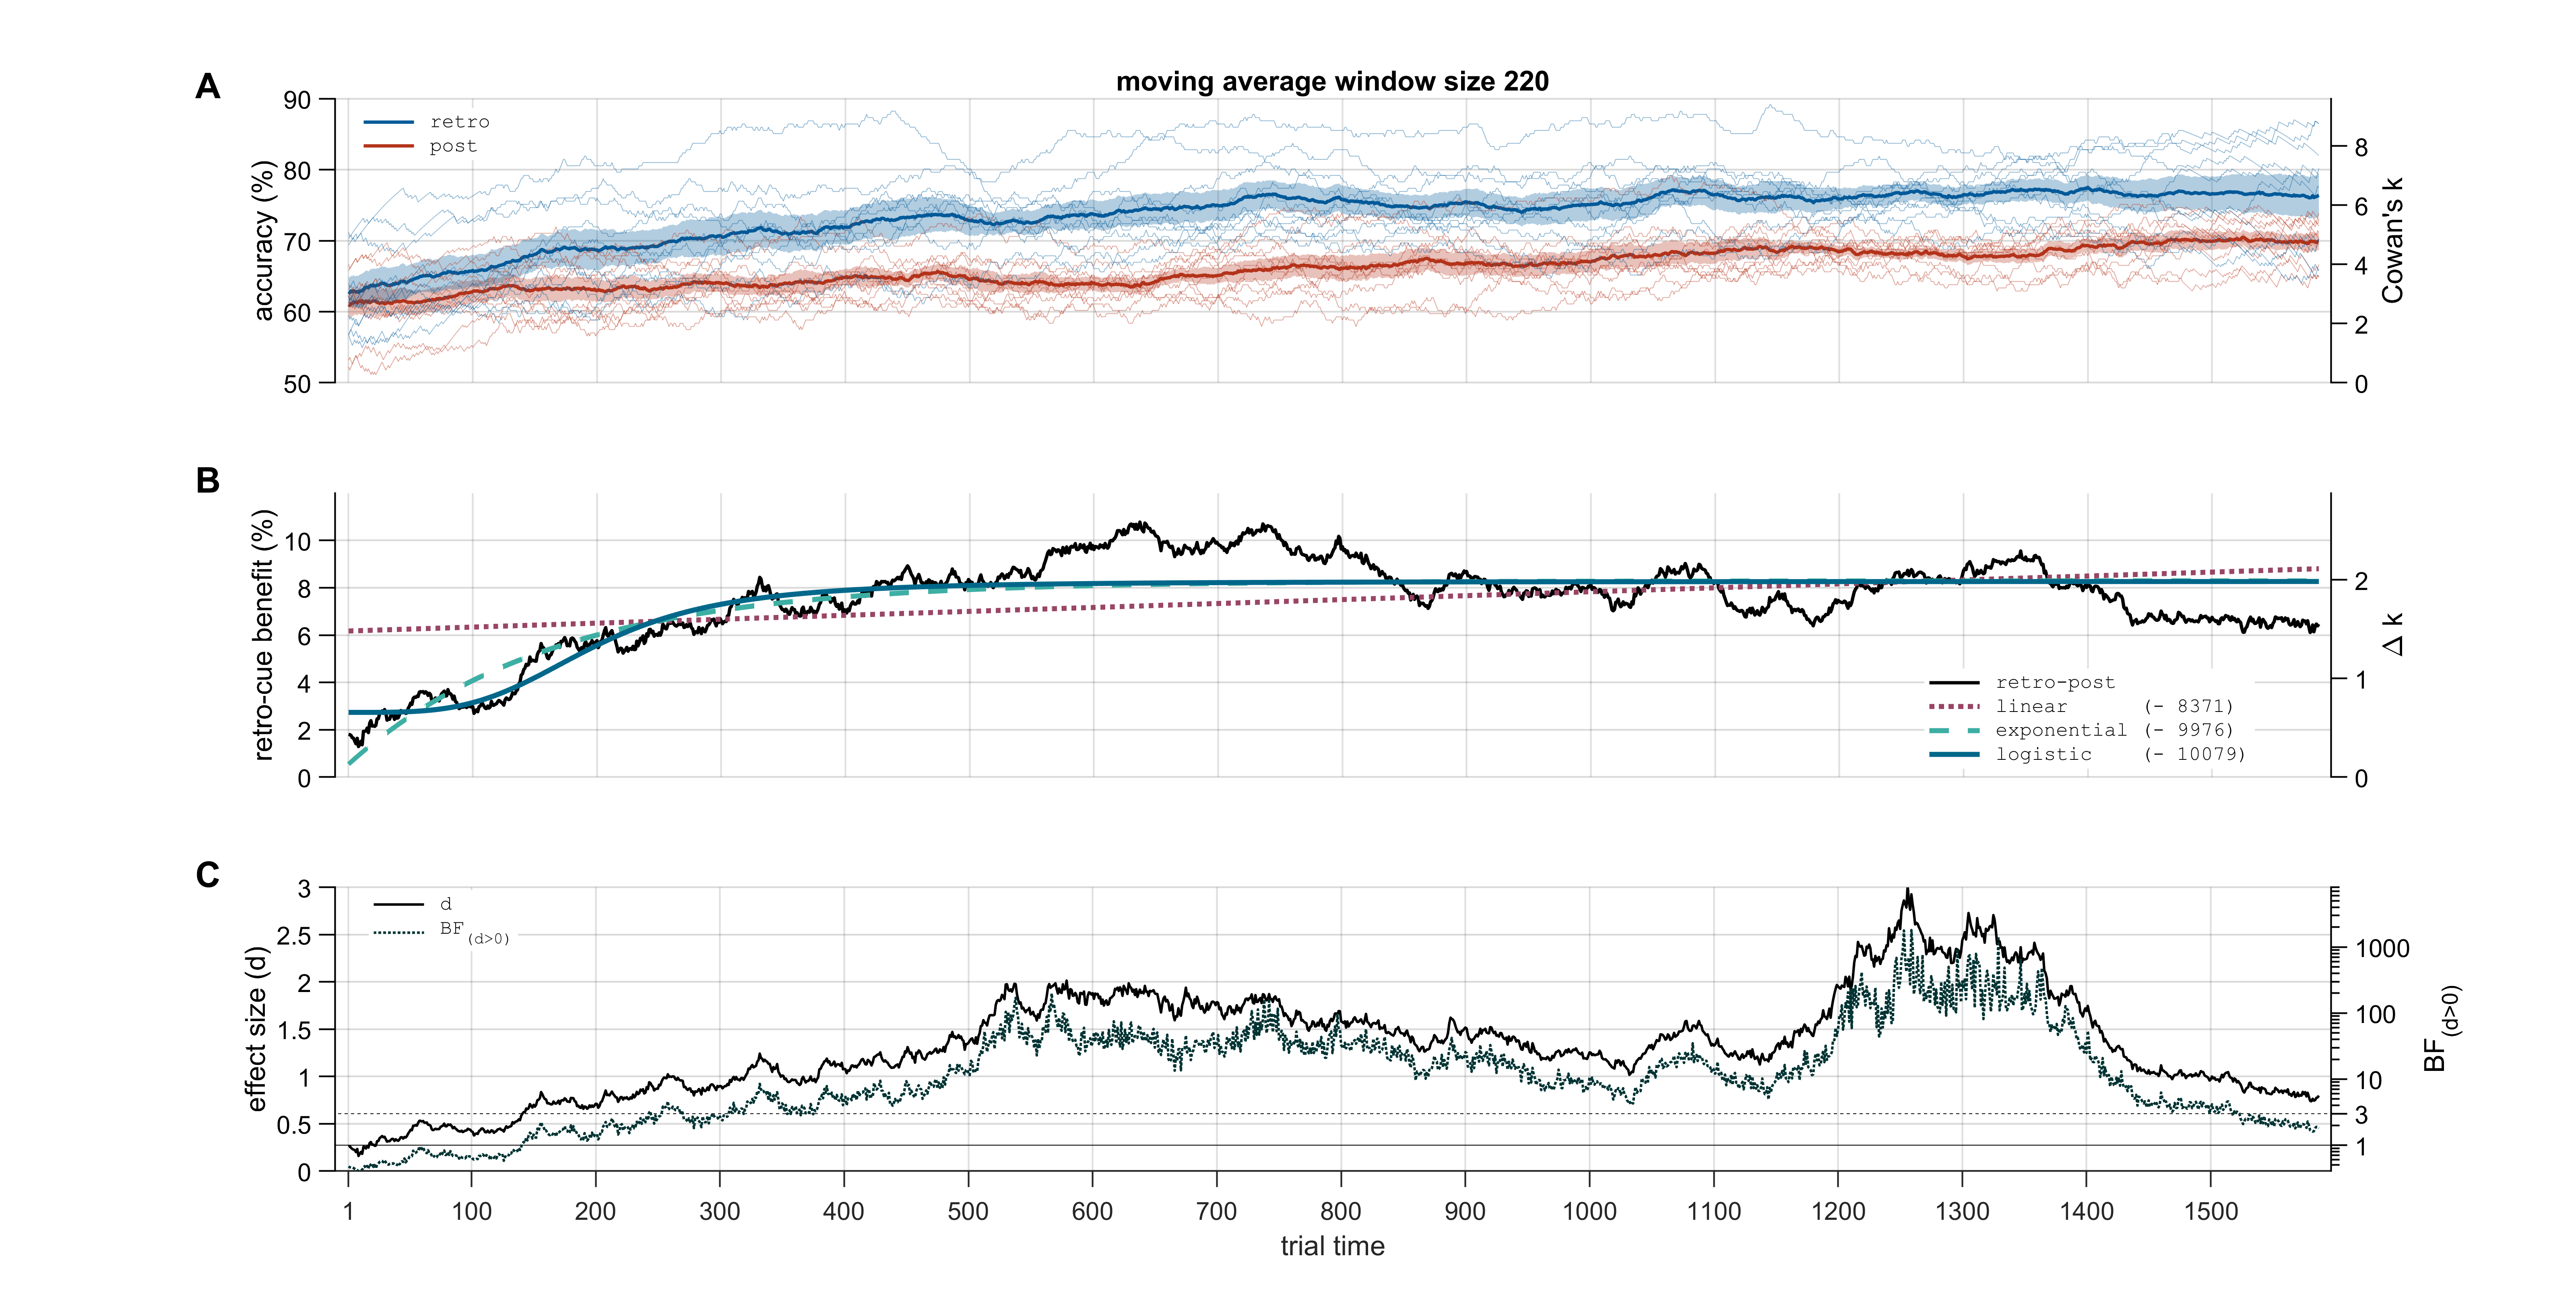 A
moving average window size 220
90
80
70
60
50
accuracy (%)
retro
post
8
6
4
2
0
Cowan's k
B
10
8
6
4
2
0
retro-cue benefit (%)
2
1
0
Δ k
retro-post
linear (- 8371)
exponential (- 9976)
logistic (- 10079)
C
3
2.5
2
1.5
1
0.5
0
effect size (d)
d
BF(d>0)
1000
100
10
3
1
BF(d>0)
1 100 200 300 400 500 600 700 800 900 1000 1100 1200 1300 1400 1500
trial time